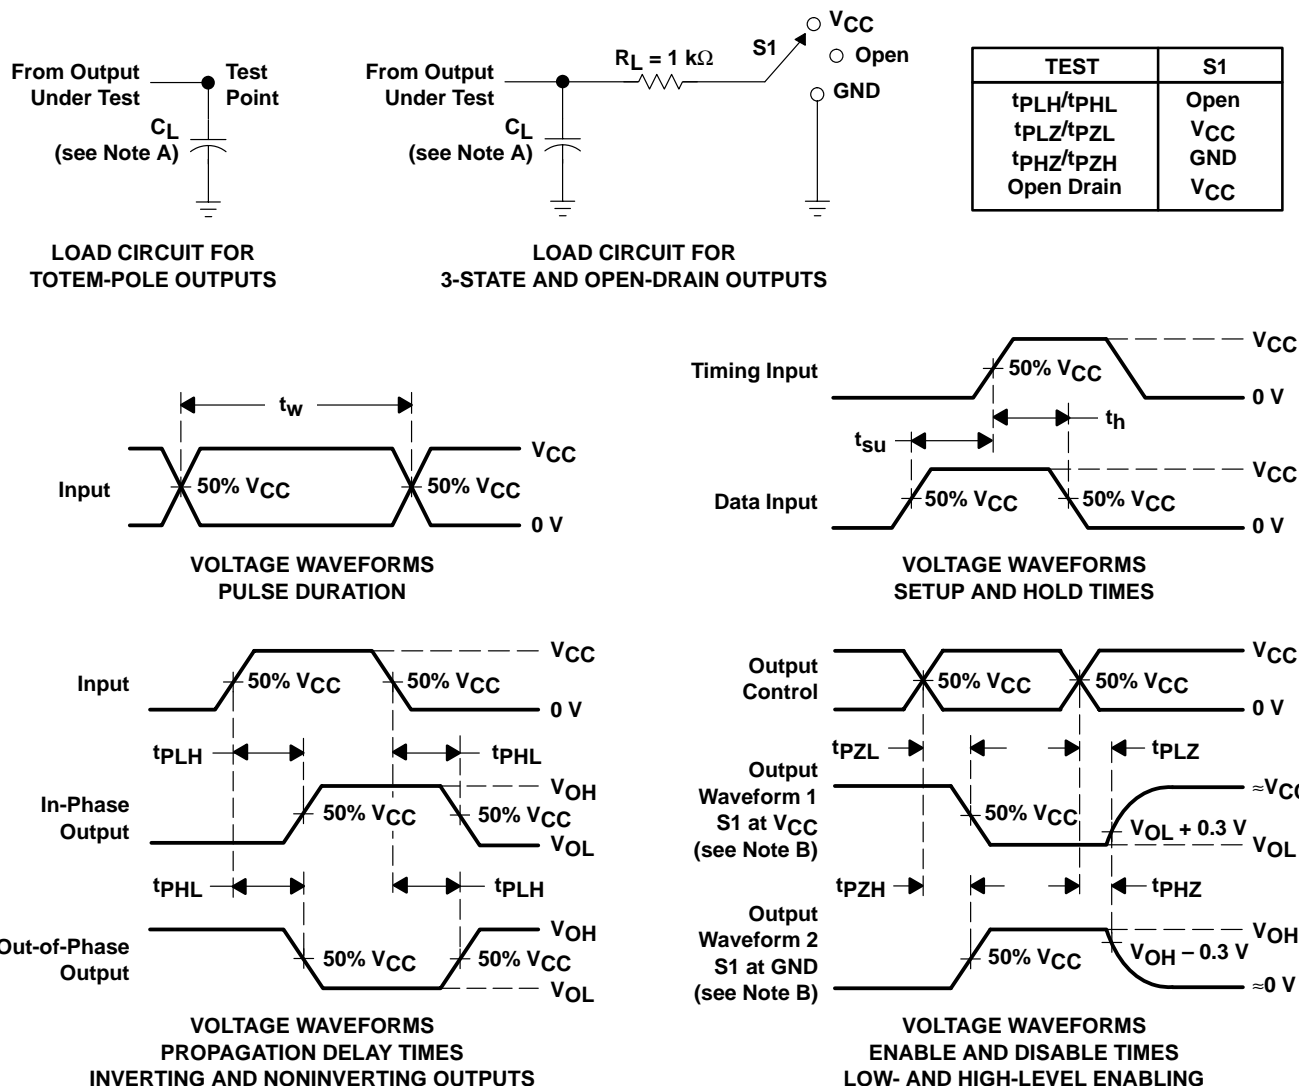 From Output
Under Test
Test
Point
CL
(see Note A)
LOAD CIRCUIT FOR
TOTEM-POLE OUTPUTS
From Output
Under Test
RL = 1 kΩ
S1
VCC
Open
GND
CL
(see Note A)
LOAD CIRCUIT FOR
3-STATE AND OPEN-DRAIN OUTPUTS
TEST S1
tPLH/tPHL Open
tPLZ/tPZL VCC
tPHZ/tPZH GND
Open Drain VCC
tw
Input
50% VCC
50% VCC
VCC
0 V
VOLTAGE WAVEFORMS
PULSE DURATION
Timing Input
50% VCC
VCC
0 V
tsu
th
Data Input
50% VCC
50% VCC
VCC
0 V
VOLTAGE WAVEFORMS
SETUP AND HOLD TIMES
Input
50% VCC
50% VCC
VCC
0 V
tPLH
tPHL
In-Phase
Output
50% VCC
50% VCC
VOH
VOL
tPHL
tPLH
Out-of-Phase
Output
50% VCC
50% VCC
VOH
VOL
VOLTAGE WAVEFORMS
PROPAGATION DELAY TIMES
INVERTING AND NONINVERTING OUTPUTS
Output
Control
50% VCC
50% VCC
VCC
0 V
tPZL
tPLZ
Output
Waveform 1
S1 at VCC
(see Note B)
50% VCC
VOL + 0.3 V
≈VCC
VOL
tPZH
tPHZ
Output
Waveform 2
S1 at GND
(see Note B)
50% VCC
VOH − 0.3 V
VOH
≈0 V
VOLTAGE WAVEFORMS
ENABLE AND DISABLE TIMES
LOW- AND HIGH-LEVEL ENABLING